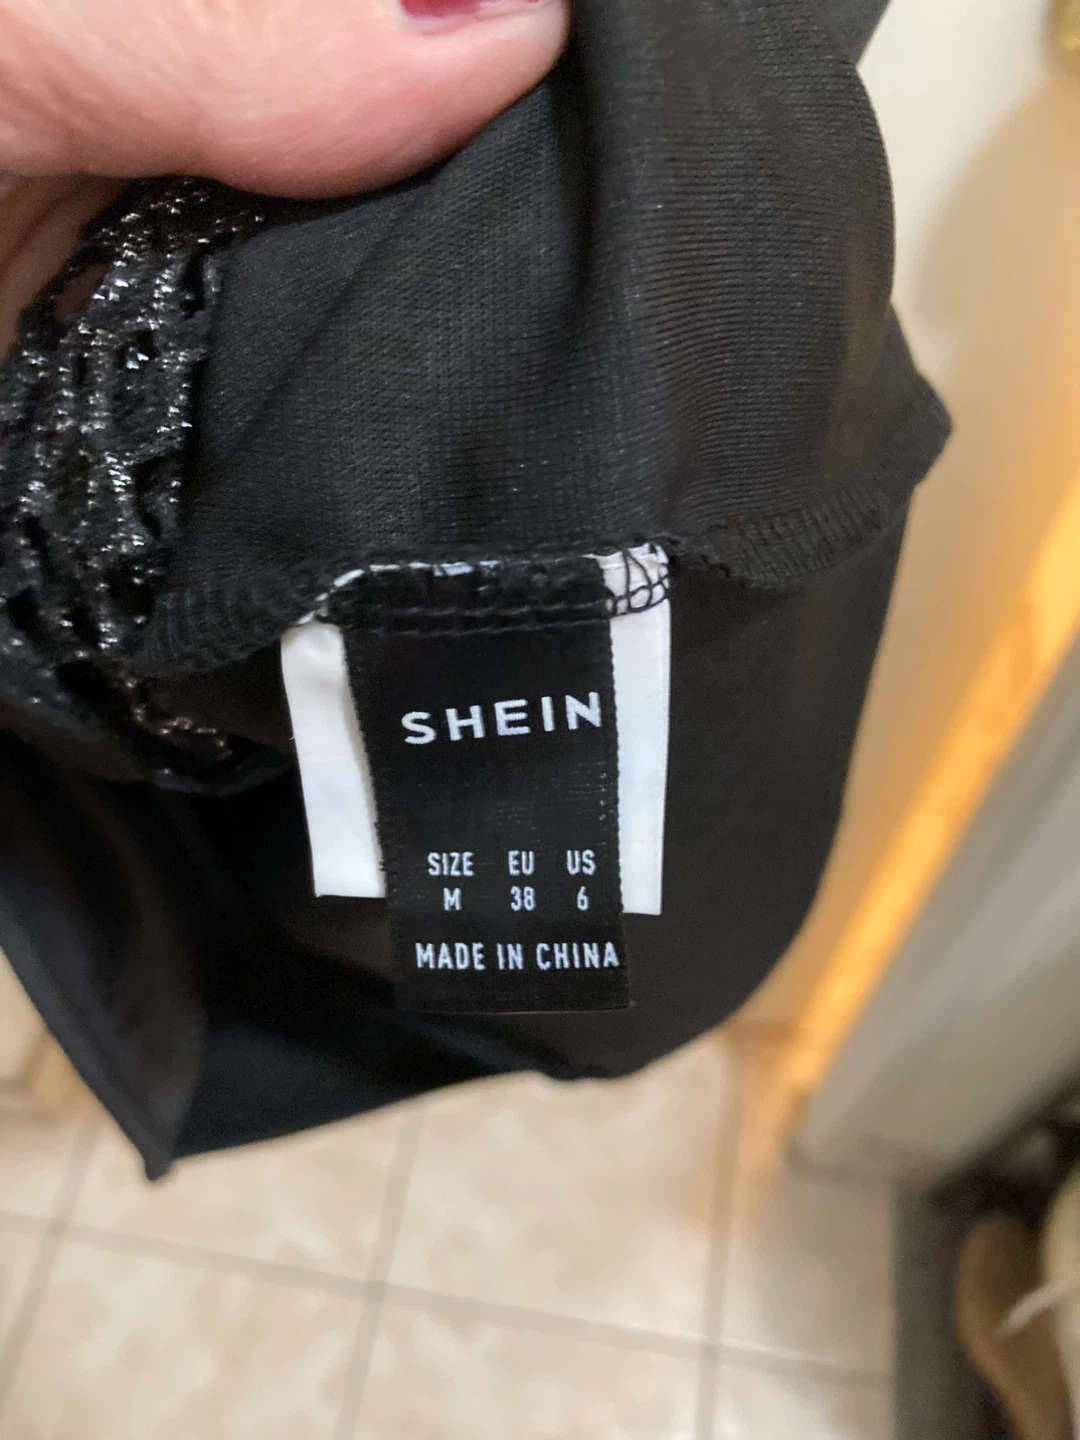 SHEIN
SIZE EU US
M 38 6
MADE IN CHINA